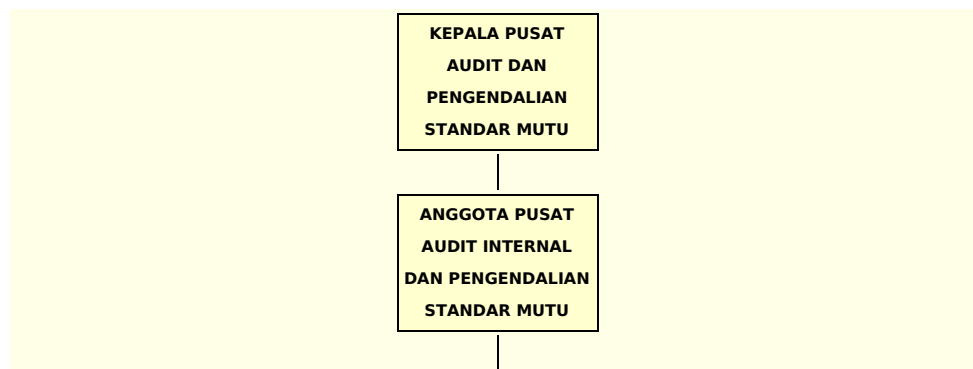 KEPALA PUSAT
AUDIT DAN
PENGENDALIAN
STANDAR MUTU
ANGGOTA PUSAT
AUDIT INTERNAL
DAN PENGENDALIAN
STANDAR MUTU